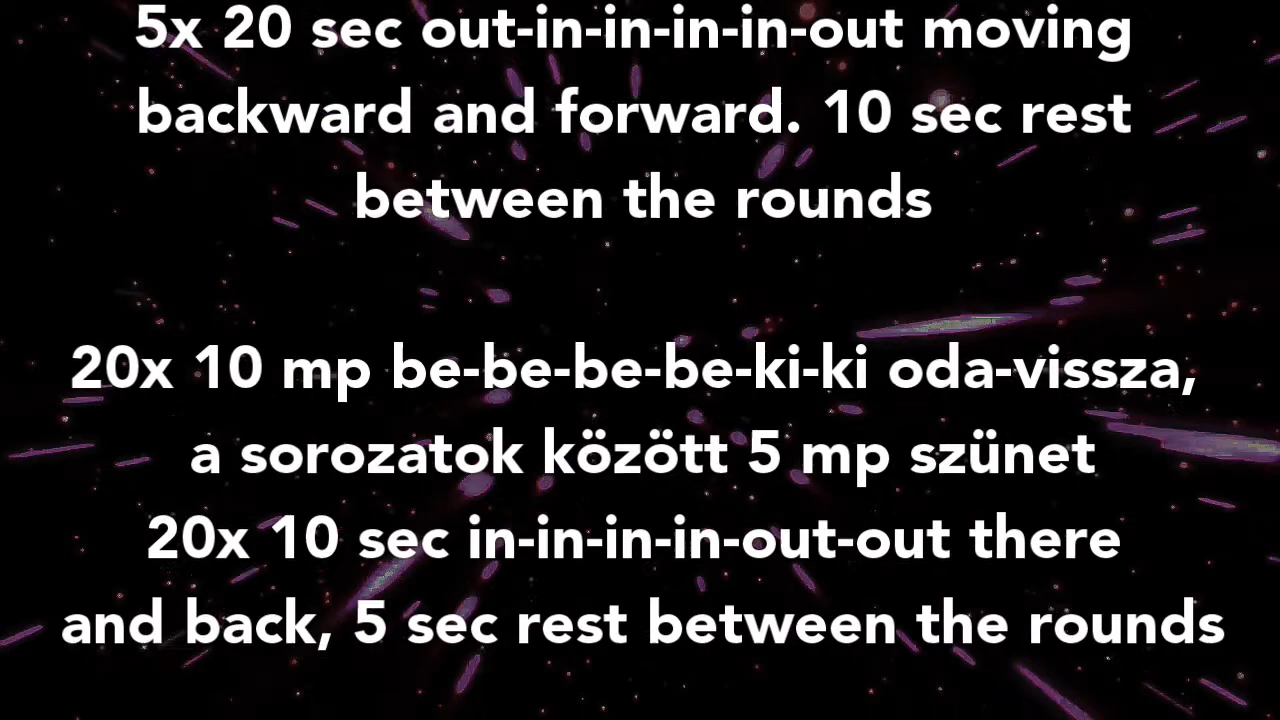 5x 20 sec out-in-in-in-in-out moving
backward and forward. 10 sec rest
between the rounds
20x 10 mp be-be-be-be-ki-ki oda-vissza,
a sorozatok között 5 mp szünet
20x 10 sec in-in-in-in-out-out there
and back, 5 sec rest between the rounds